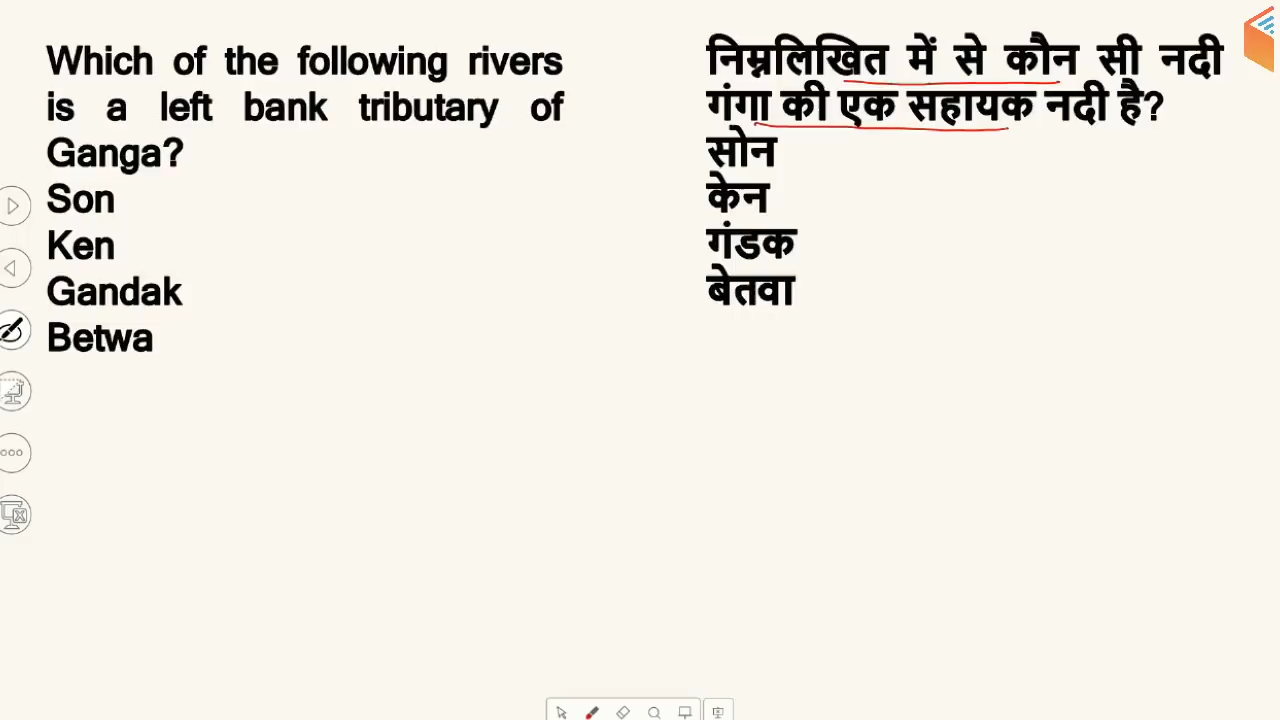 Which of the following rivers
is a left bank tributary of
Ganga?
Son
Ken
Gandak
Betwa
निम्नलिखित में से कौन सी नदी
गंगा की एक सहायक नदी है?
सोन
केन
गंडक
बेतवा